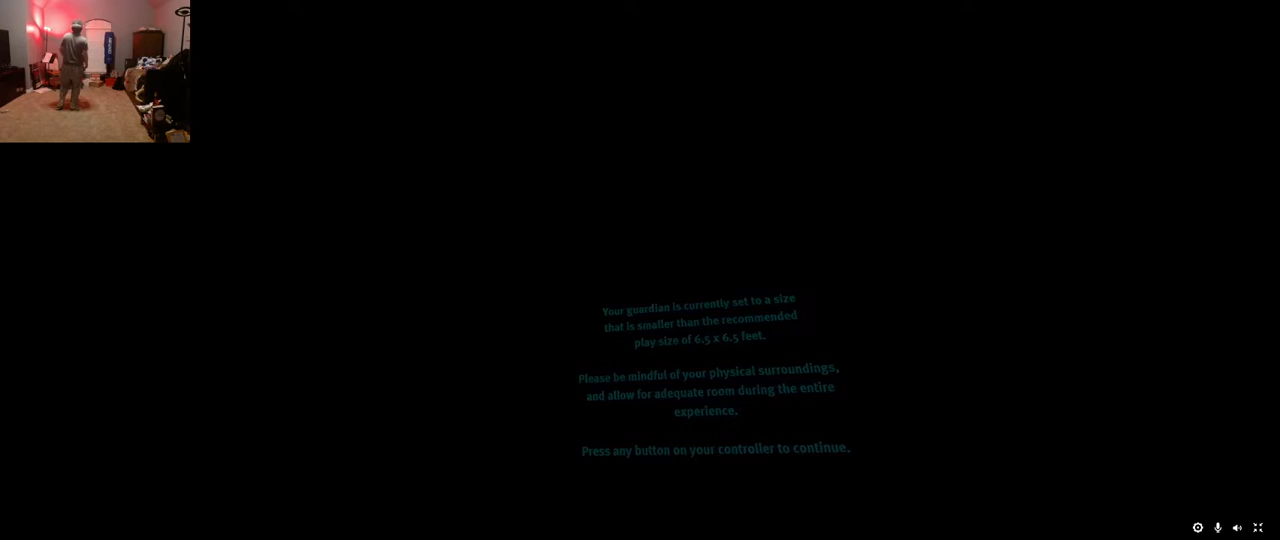 Your guardian is currently set to a size
that is smaller than the recommended
play size of 6.5 x 6.5 feet.
Please be mindful of your physical surroundings,
and allow for adequate room during the entire
experience.
Press any button on your controller to continue.